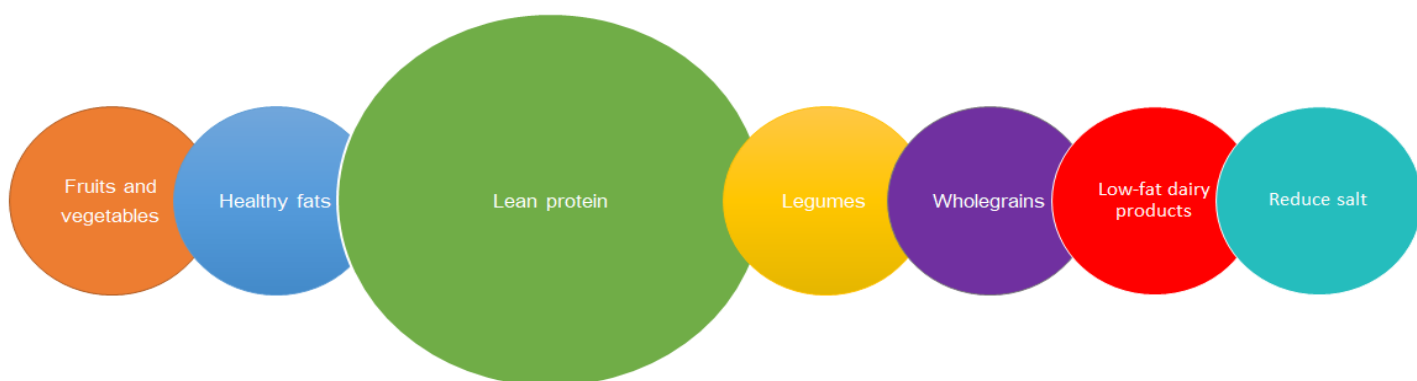 Fruits and
vegetables
Healthy fats
Lean protein
Legumes
Wholegrains
Low-fat dairy
products
Reduce salt